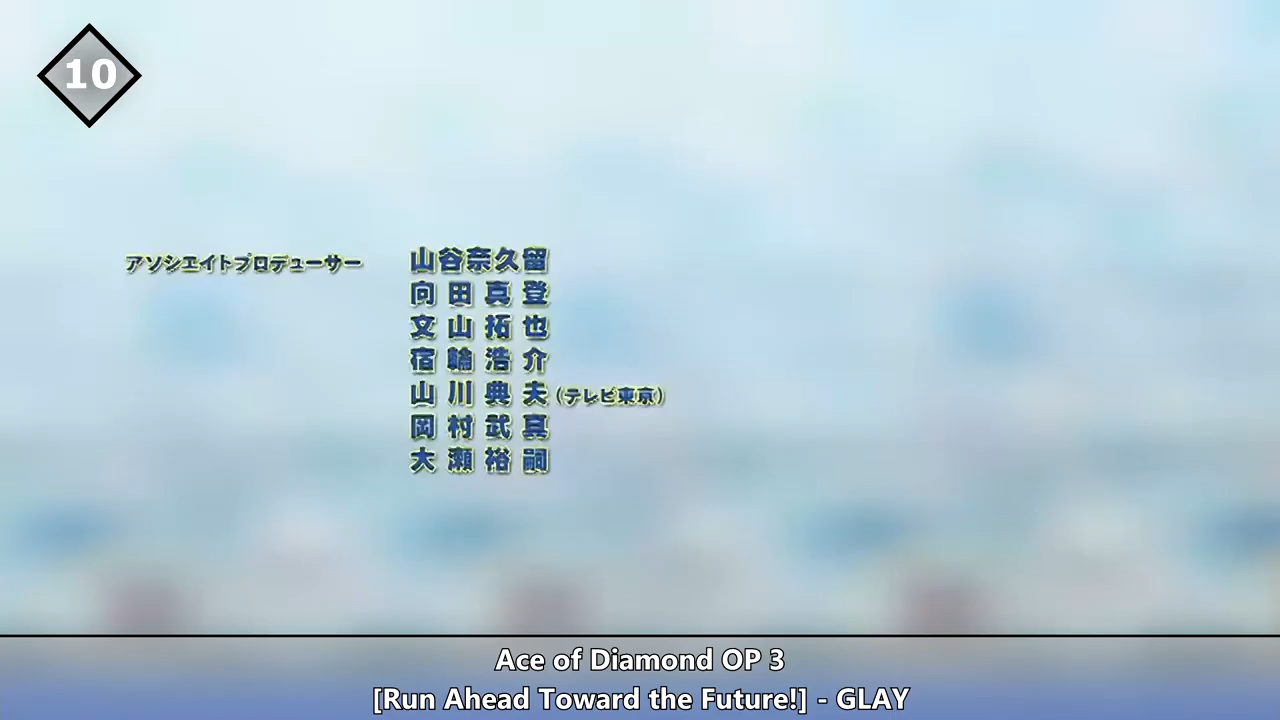 10
アソシエイトプロデューサー 山谷奈久留
向田真登
文山拓也
宿輪浩介
山川典夫(テレビ東京)
岡村武真
大瀬裕嗣
Ace of Diamond OP 3
[Run Ahead Toward the Future!] - GLAY